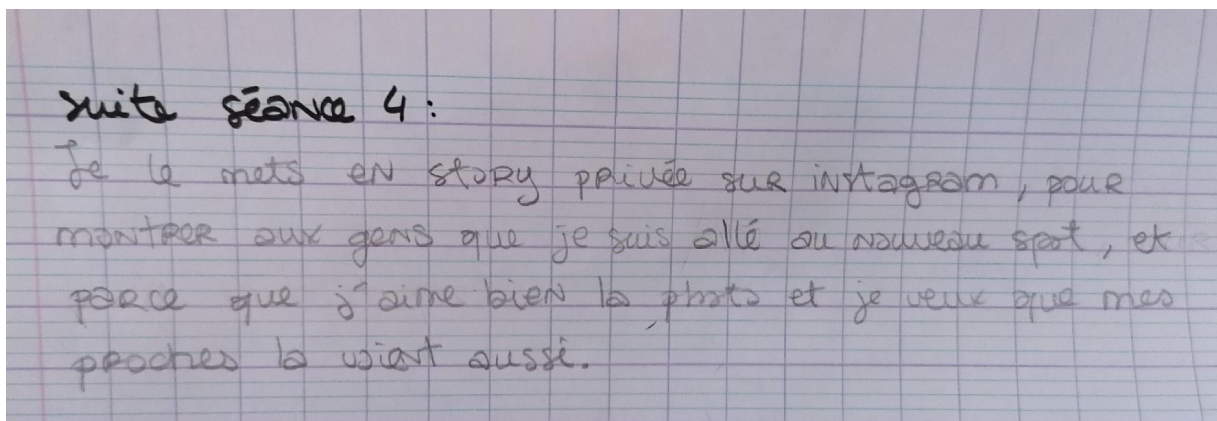 suite séance 4 :
Je le mets en story privée sur instagram, pour
montrer aux gens que je suis allé au nouveau spot, et
parce que j'aime bien la photo et je veux que mes
proches la voient aussi.